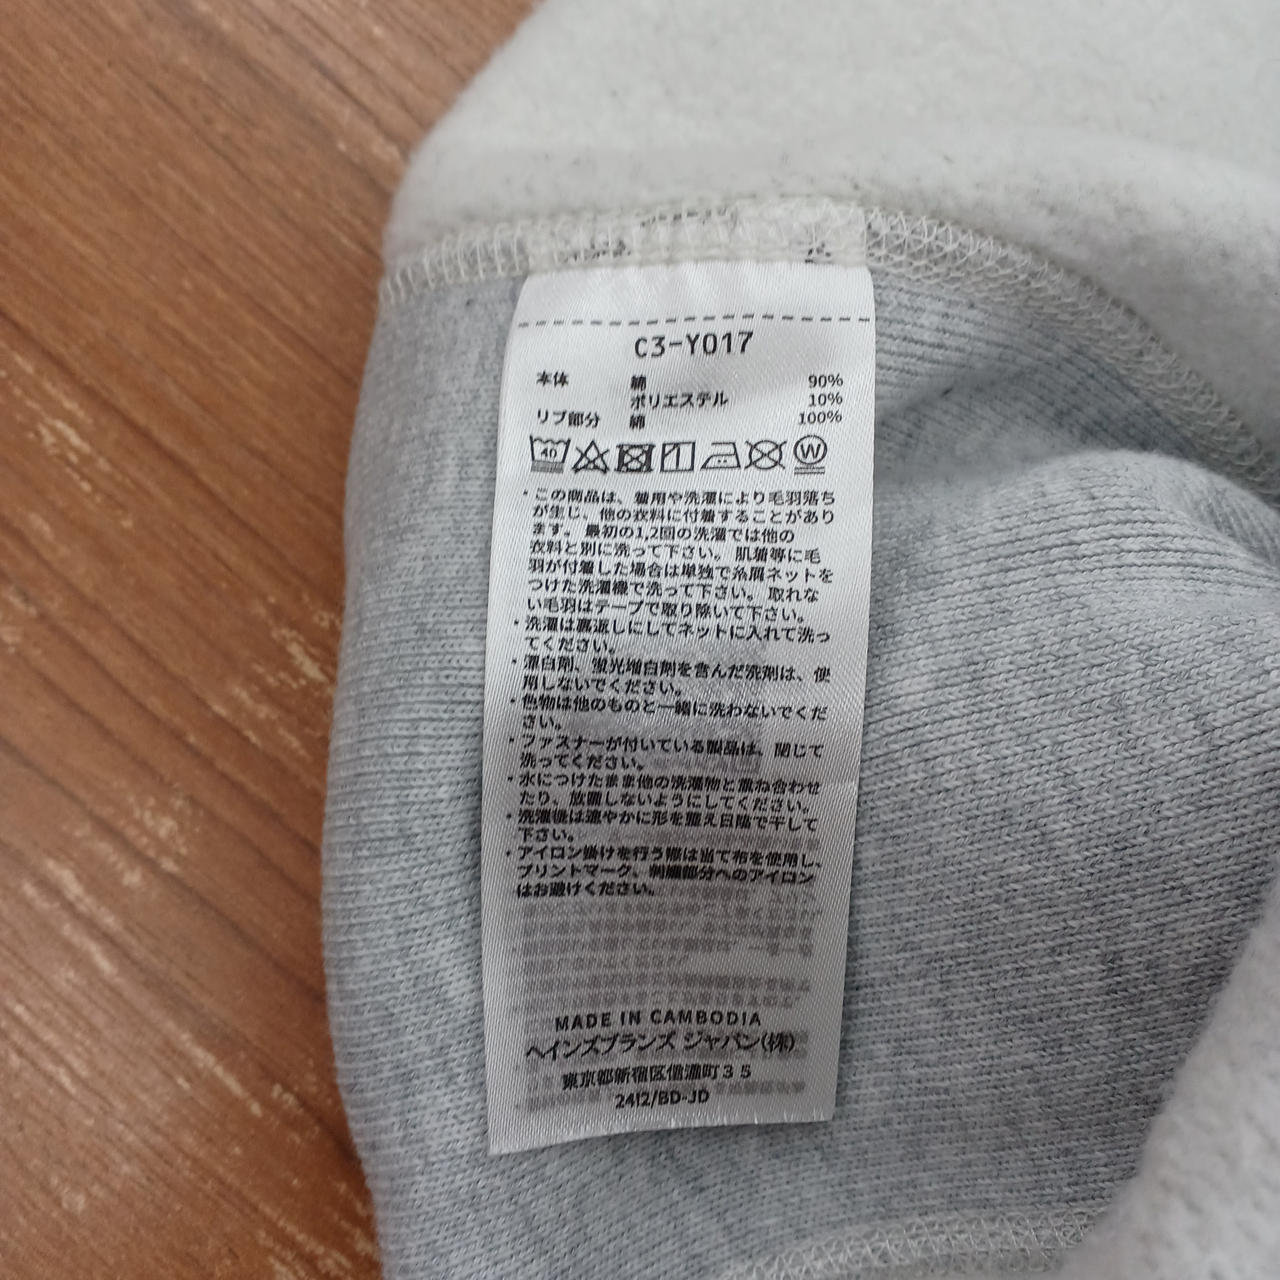 C3-Y017
本体 綿 90%
ポリエステル 10%
リブ部分 綿 100%
40 W
・この商品は、着用や洗濯により毛羽落ち
が生じ、他の衣料に付着することがあり
ます。最初の1,2回の洗濯では他の
衣料と別に洗って下さい。肌着等に毛
羽が付着した場合は単独で糸屑ネットを
つけた洗濯機で洗って下さい。取れな
い毛羽はテープで取り除いて下さい。
・洗濯は裏返しにしてネットに入れて洗っ
てください。
・漂白剤、蛍光増白剤を含んだ洗剤は、使
用しないでください。
・色物は他のものと一緒に洗わないでくだ
さい。
・ファスナーが付いている製品は、閉じて
洗ってください。
・水につけたまま他の洗濯物と重ね合わせ
たり、放置しないようにしてください。
・洗濯後は速やかに形を整え日陰で干して
下さい。
・アイロン掛けを行う際は当て布を使用し、
プリントマーク、刺繍部分へのアイロン
はお避けください。
MADE IN CAMBODIA
ヘインズブランズ ジャパン(株)
東京都新宿区信濃町35
2412/BD-JD